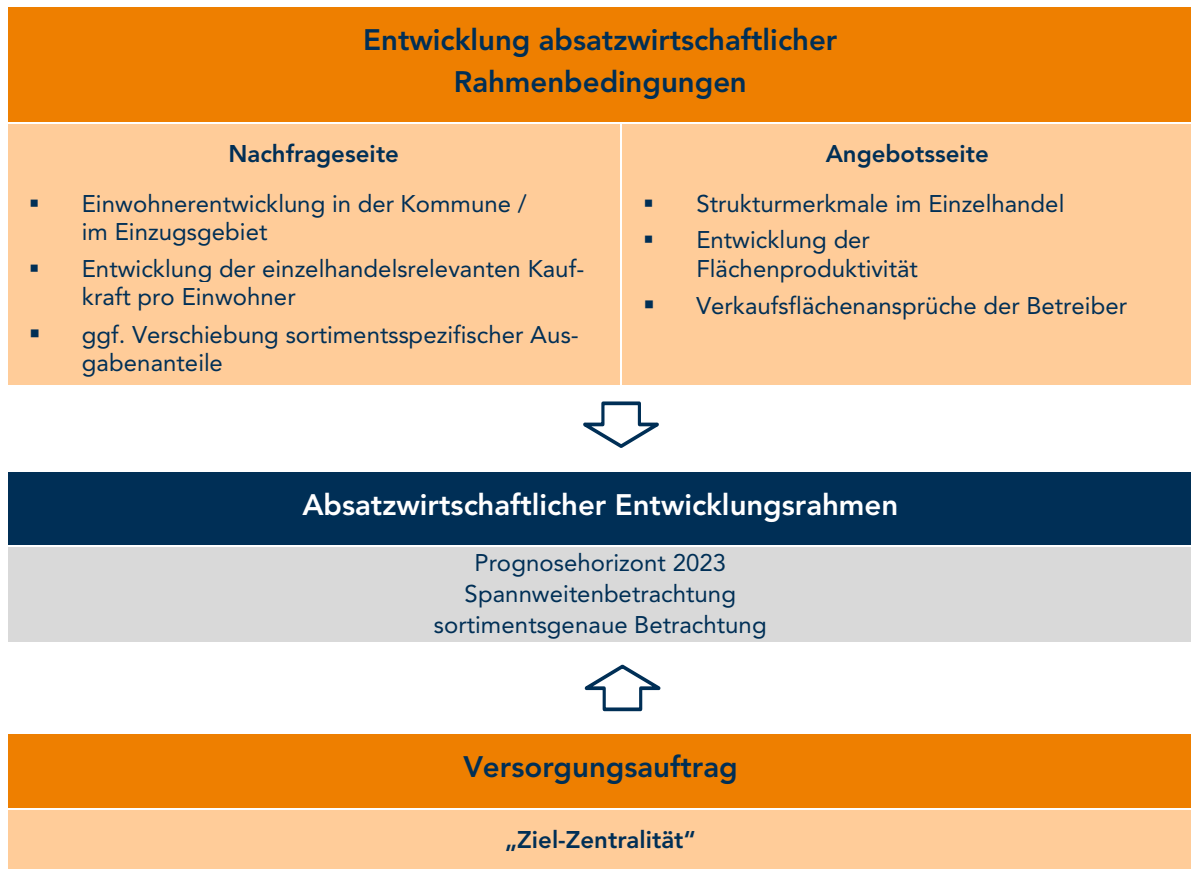 Entwicklung absatzwirtschaftlicher
Rahmenbedingungen
Nachfrageseite
▪ Einwohnerentwicklung in der Kommune /
im Einzugsgebiet
▪ Entwicklung der einzelhandelsrelevanten Kauf-
kraft pro Einwohner
▪ ggf. Verschiebung sortimentsspezifischer Aus-
gabenanteile
Angebotsseite
▪ Strukturmerkmale im Einzelhandel
▪ Entwicklung der
Flächenproduktivität
▪ Verkaufsflächenansprüche der Betreiber
Absatzwirtschaftlicher Entwicklungsrahmen
Prognosehorizont 2023
Spannweitenbetrachtung
sortimentsgenaue Betrachtung
Versorgungsauftrag
„Ziel-Zentralität“